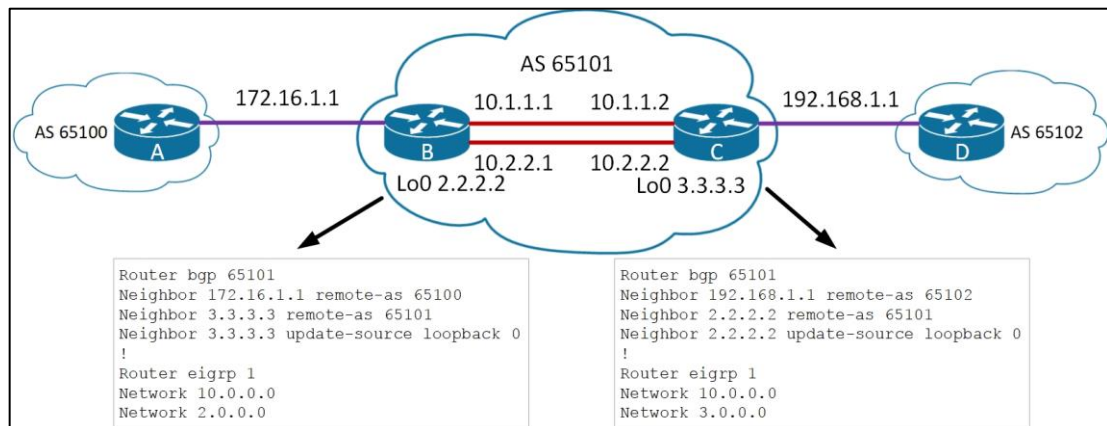 AS 65101
172.16.1.1
10.1.1.1
10.1.1.2
192.168.1.1
AS 65100
A
B
C
D
AS 65102
10.2.2.1
10.2.2.2
Lo0 2.2.2.2
Lo0 3.3.3.3
Router bgp 65101
Neighbor 172.16.1.1 remote-as 65100
Neighbor 3.3.3.3 remote-as 65101
Neighbor 3.3.3.3 update-source loopback 0
!
Router eigrp 1
Network 10.0.0.0
Network 2.0.0.0
Router bgp 65101
Neighbor 192.168.1.1 remote-as 65102
Neighbor 2.2.2.2 remote-as 65101
Neighbor 2.2.2.2 update-source loopback 0
!
Router eigrp 1
Network 10.0.0.0
Network 3.0.0.0